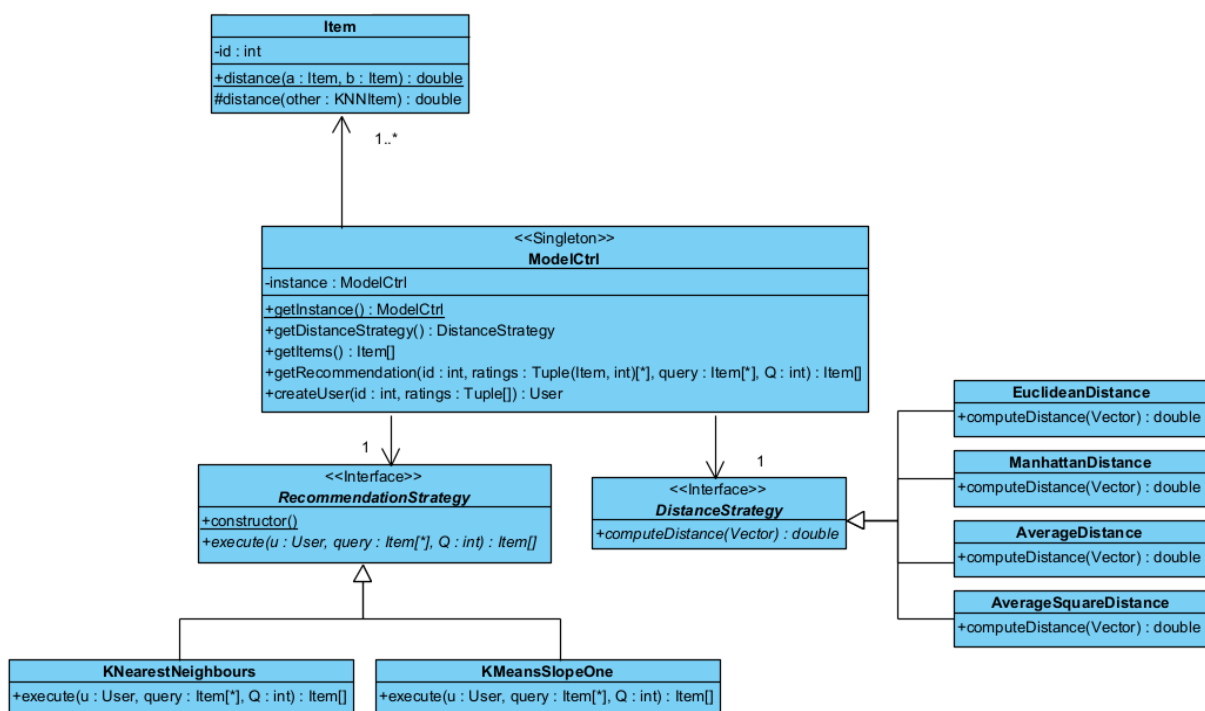 Item
-id : int
+distance(a : Item, b : Item) : double
#distance(other : KNNItem) : double
1..*
<<Singleton>>
ModelCtrl
-instance : ModelCtrl
+getInstance() : ModelCtrl
+getDistanceStrategy() : DistanceStrategy
+getItems() : Item[]
+getRecommendation(id : int, ratings : Tuple(Item, int)[*], query : Item[*], Q : int) : Item[]
+createUser(id : int, ratings : Tuple[]) : User
1
1
<<Interface>>
RecommendationStrategy
+constructor()
+execute(u : User, query : Item[*], Q : int) : Item[]
<<Interface>>
DistanceStrategy
+computeDistance(Vector) : double
EuclideanDistance
+computeDistance(Vector) : double
ManhattanDistance
+computeDistance(Vector) : double
AverageDistance
+computeDistance(Vector) : double
AverageSquareDistance
+computeDistance(Vector) : double
KNearestNeighbours
+execute(u : User, query : Item[*], Q : int) : Item[]
KMeansSlopeOne
+execute(u : User, query : Item[*], Q : int) : Item[]